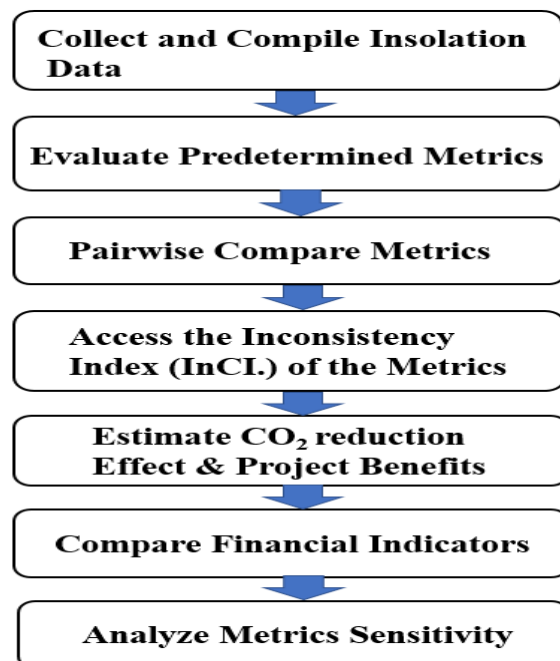 Collect and Compile Insolation
Data
Evaluate Predetermined Metrics
Pairwise Compare Metrics
Access the Inconsistency
Index (InCI.) of the Metrics
Estimate CO₂ reduction
Effect & Project Benefits
Compare Financial Indicators
Analyze Metrics Sensitivity